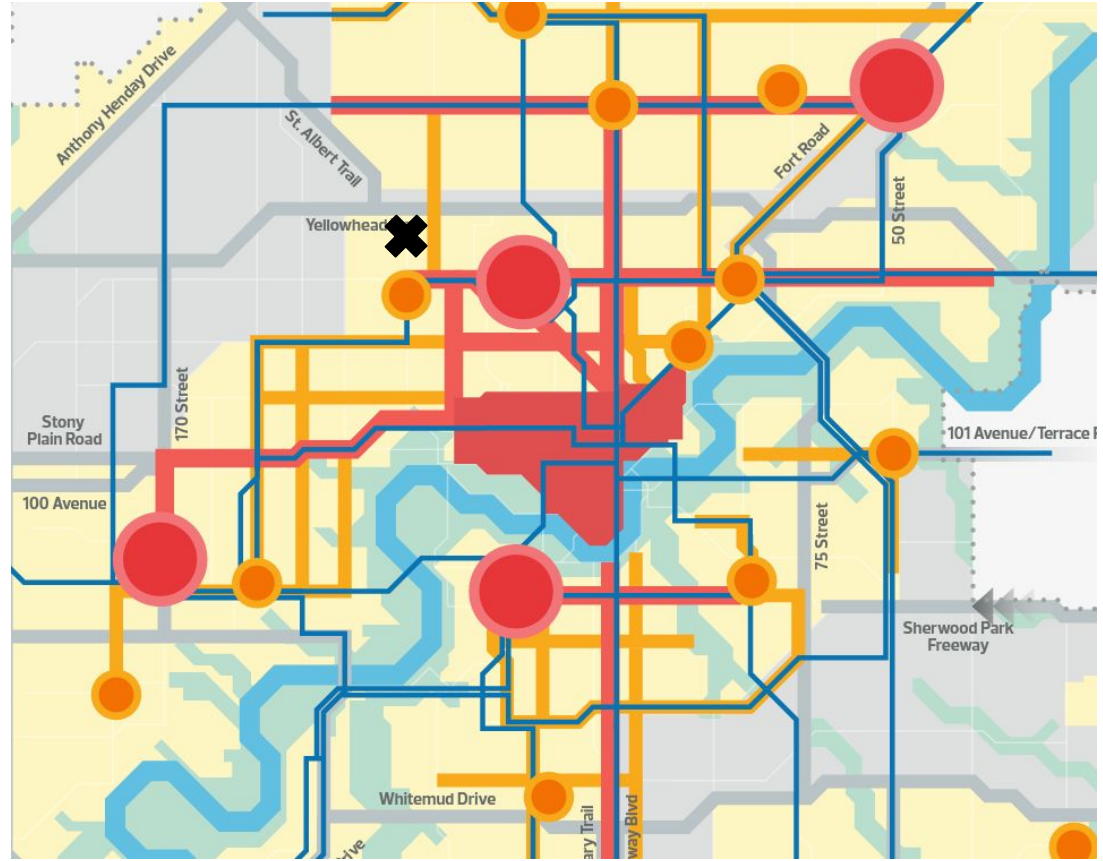 Anthony Henday Drive
St. Albert Trail
Fort Road
50 Street
Yellowhead
170 Street
Stony
Plain Road
101 Avenue/Terrace
100 Avenue
75 Street
Sherwood Park
Freeway
Whitemud Drive